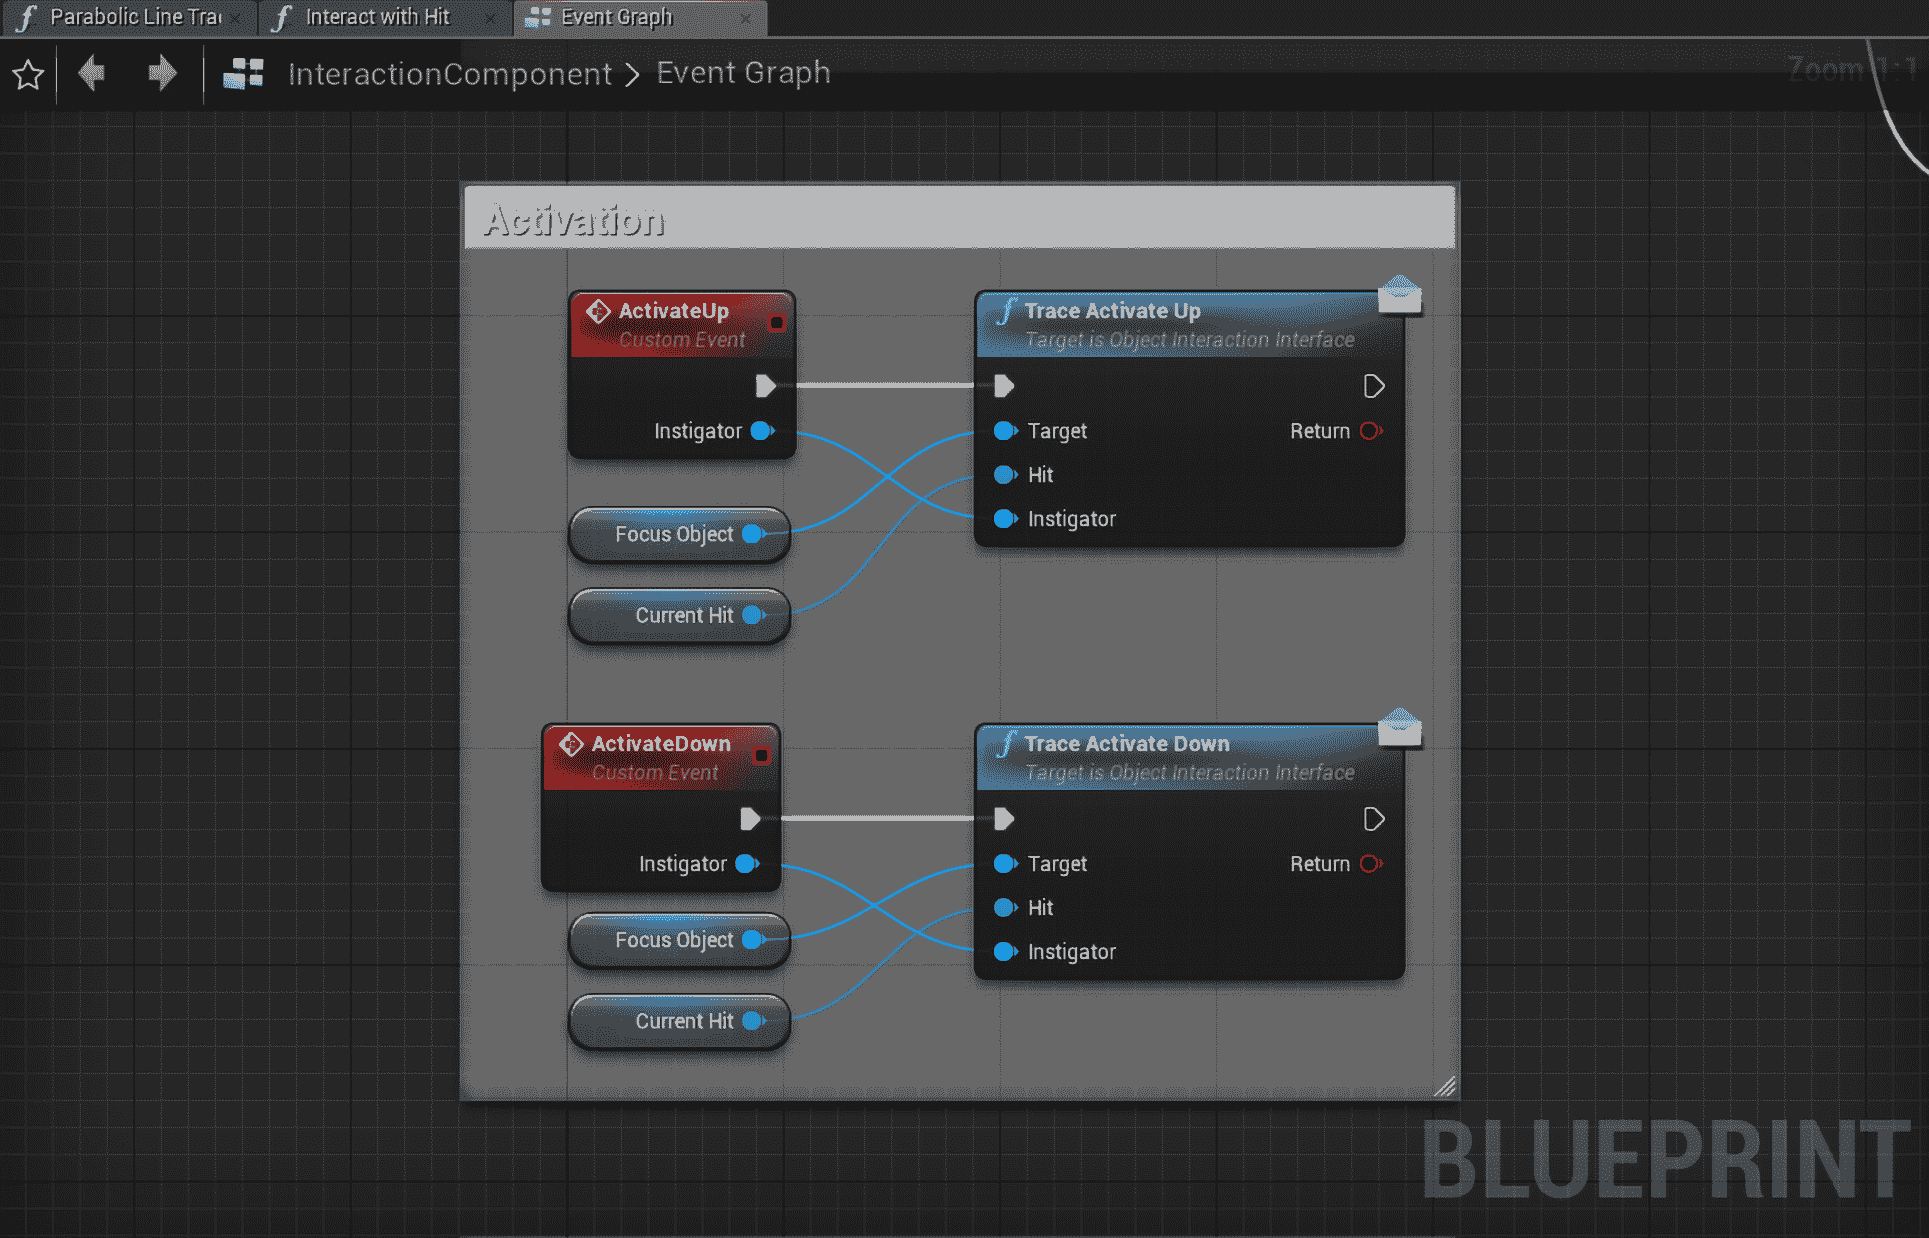 Parabolic Line Tra
Interact with Hit
Event Graph
InteractionComponent > Event Graph
Zoom 1:1
Activation
ActivateUp
Custom Event
Instigator
Focus Object
Current Hit
Trace Activate Up
Target is Object Interaction Interface
Target
Return
Hit
Instigator
ActivateDown
Custom Event
Instigator
Focus Object
Current Hit
Trace Activate Down
Target is Object Interaction Interface
Target
Return
Hit
Instigator
BLUEPRINT